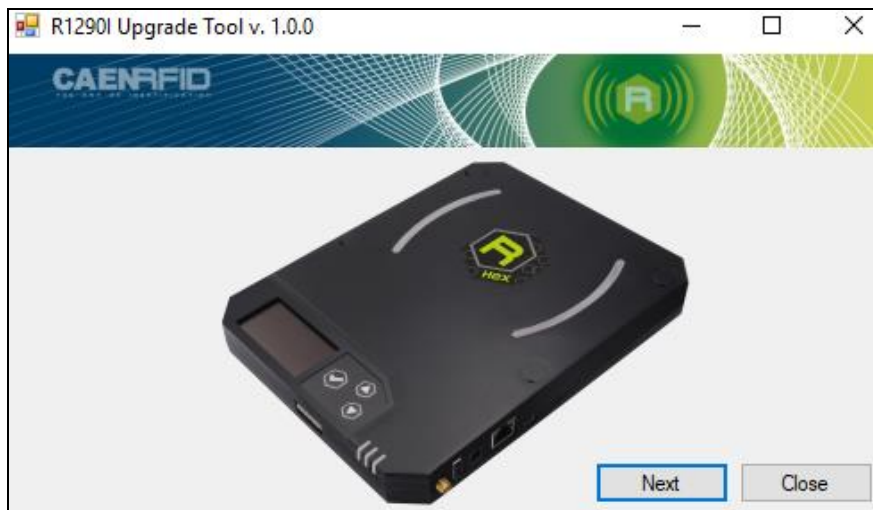 R1290I Upgrade Tool v. 1.0.0
CAENRFID
R
R
Hex
Next
Close